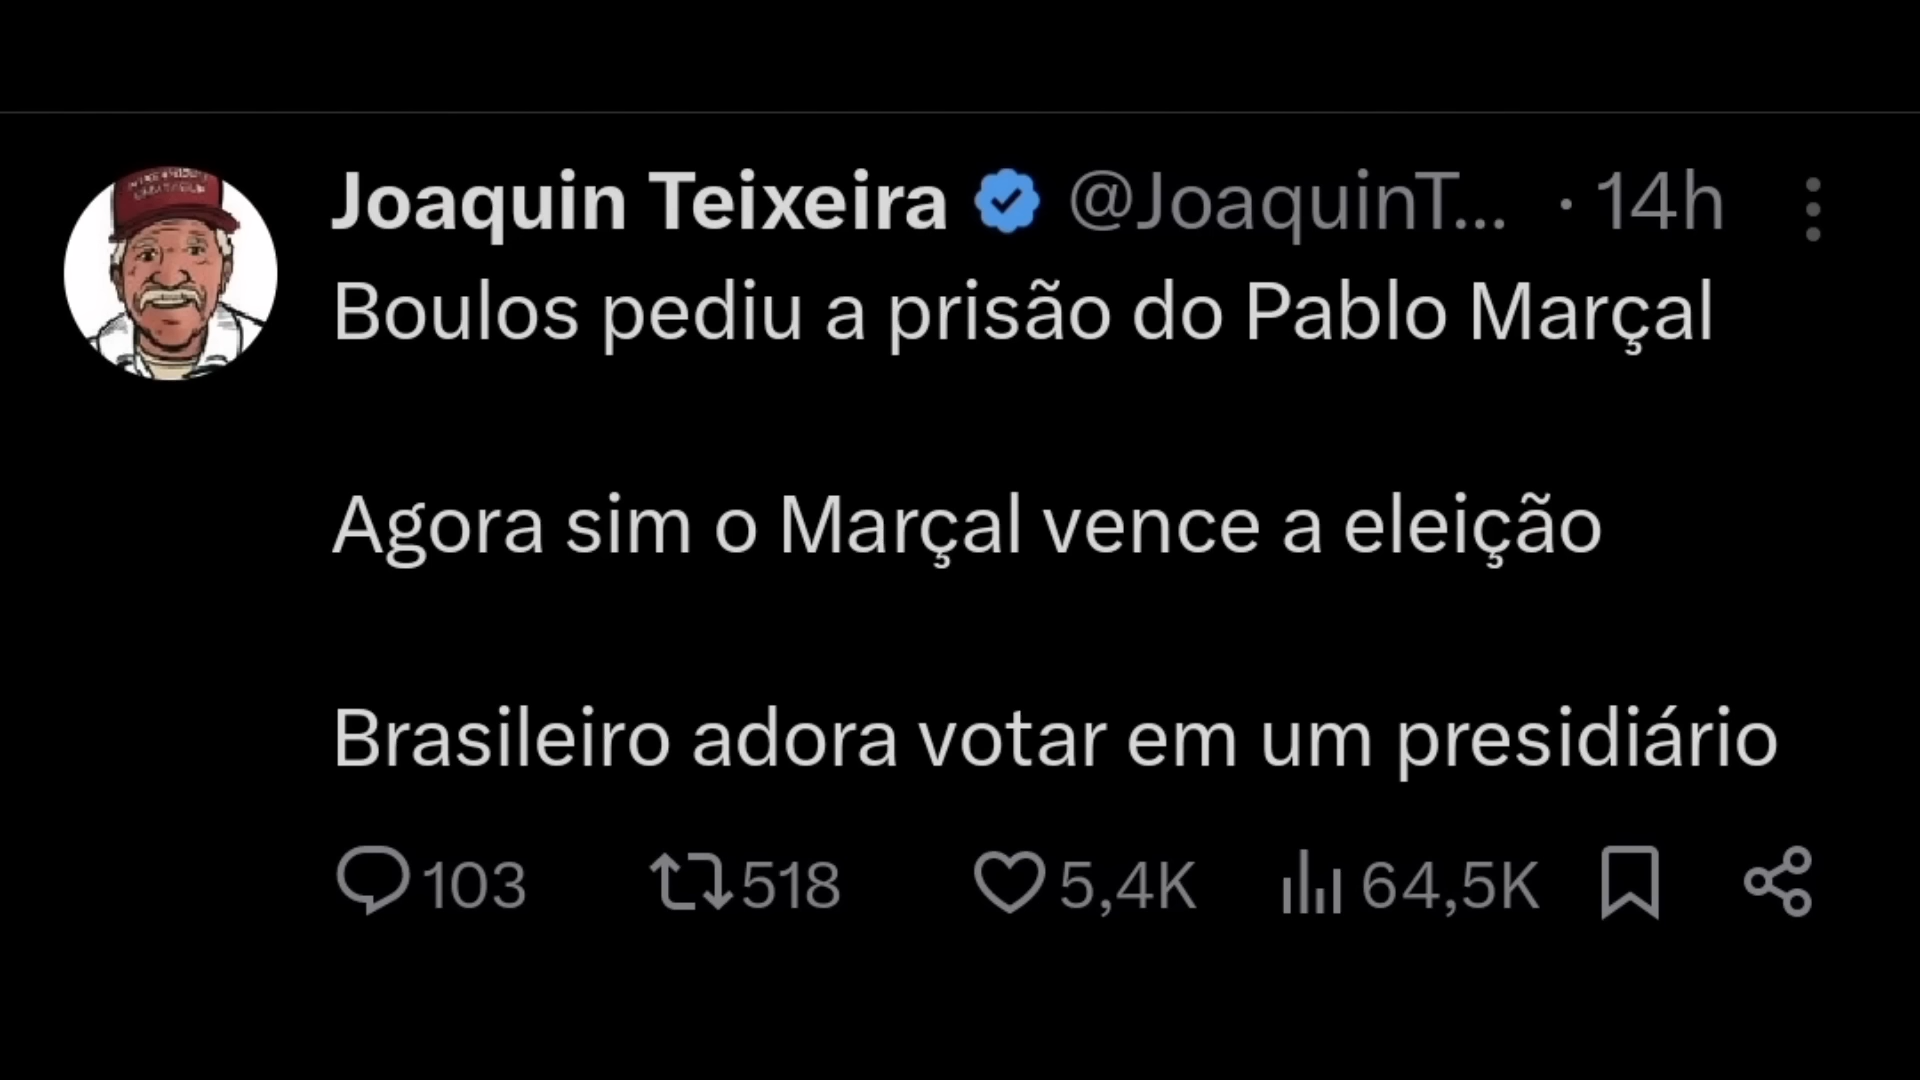 Joaquin Teixeira @JoaquinT... · 14h
Boulos pediu a prisão do Pablo Marçal
Agora sim o Marçal vence a eleição
Brasileiro adora votar em um presidiário
103 518 5,4K 64,5K